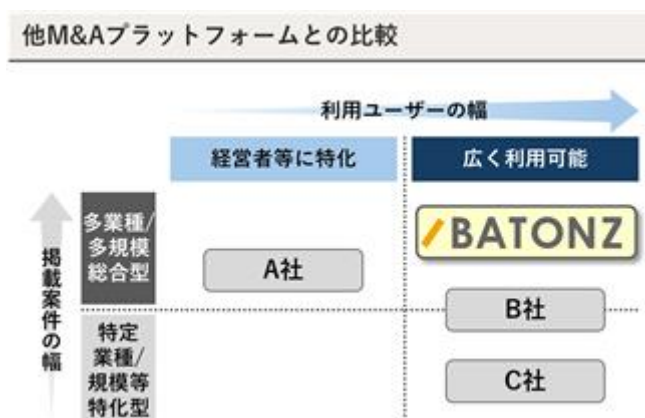 他M&Aプラットフォームとの比較
利用ユーザーの幅
経営者等に特化
広く利用可能
掲載案件の幅
多業種/
多規模
総合型
A社
BATONZ
B社
特定
業種/
規模等
特化型
C社